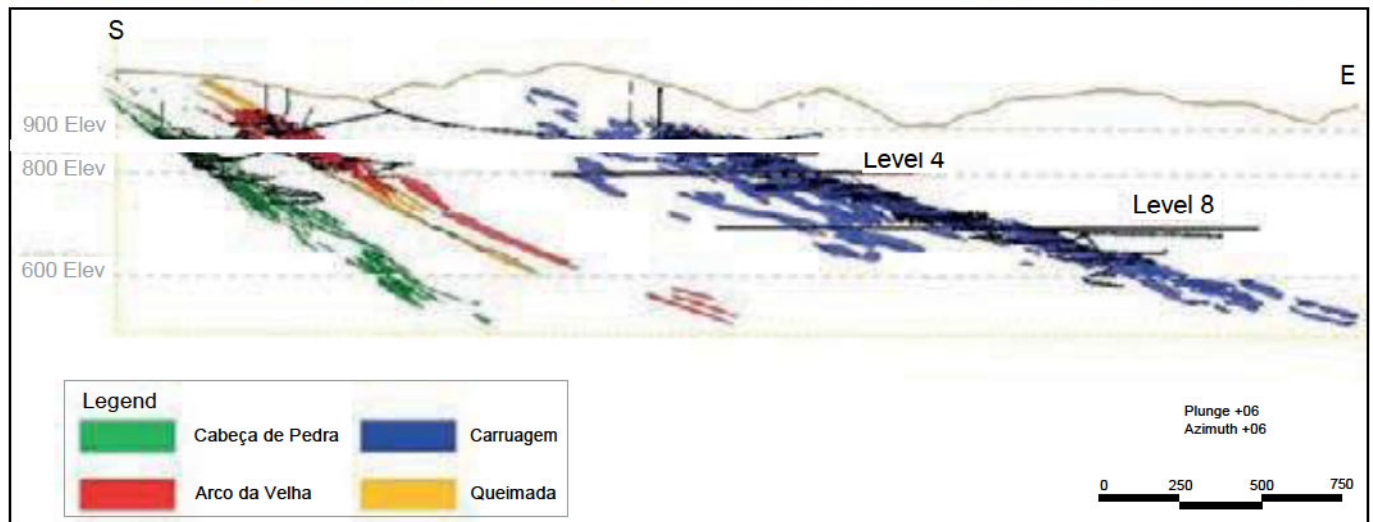 S
E
900 Elev
800 Elev
Level 4
Level 8
600 Elev
Legend
Cabeça de Pedra
Carruagem
Arco da Velha
Queimada
Plunge +06
Azimuth +06
0 250 500 750